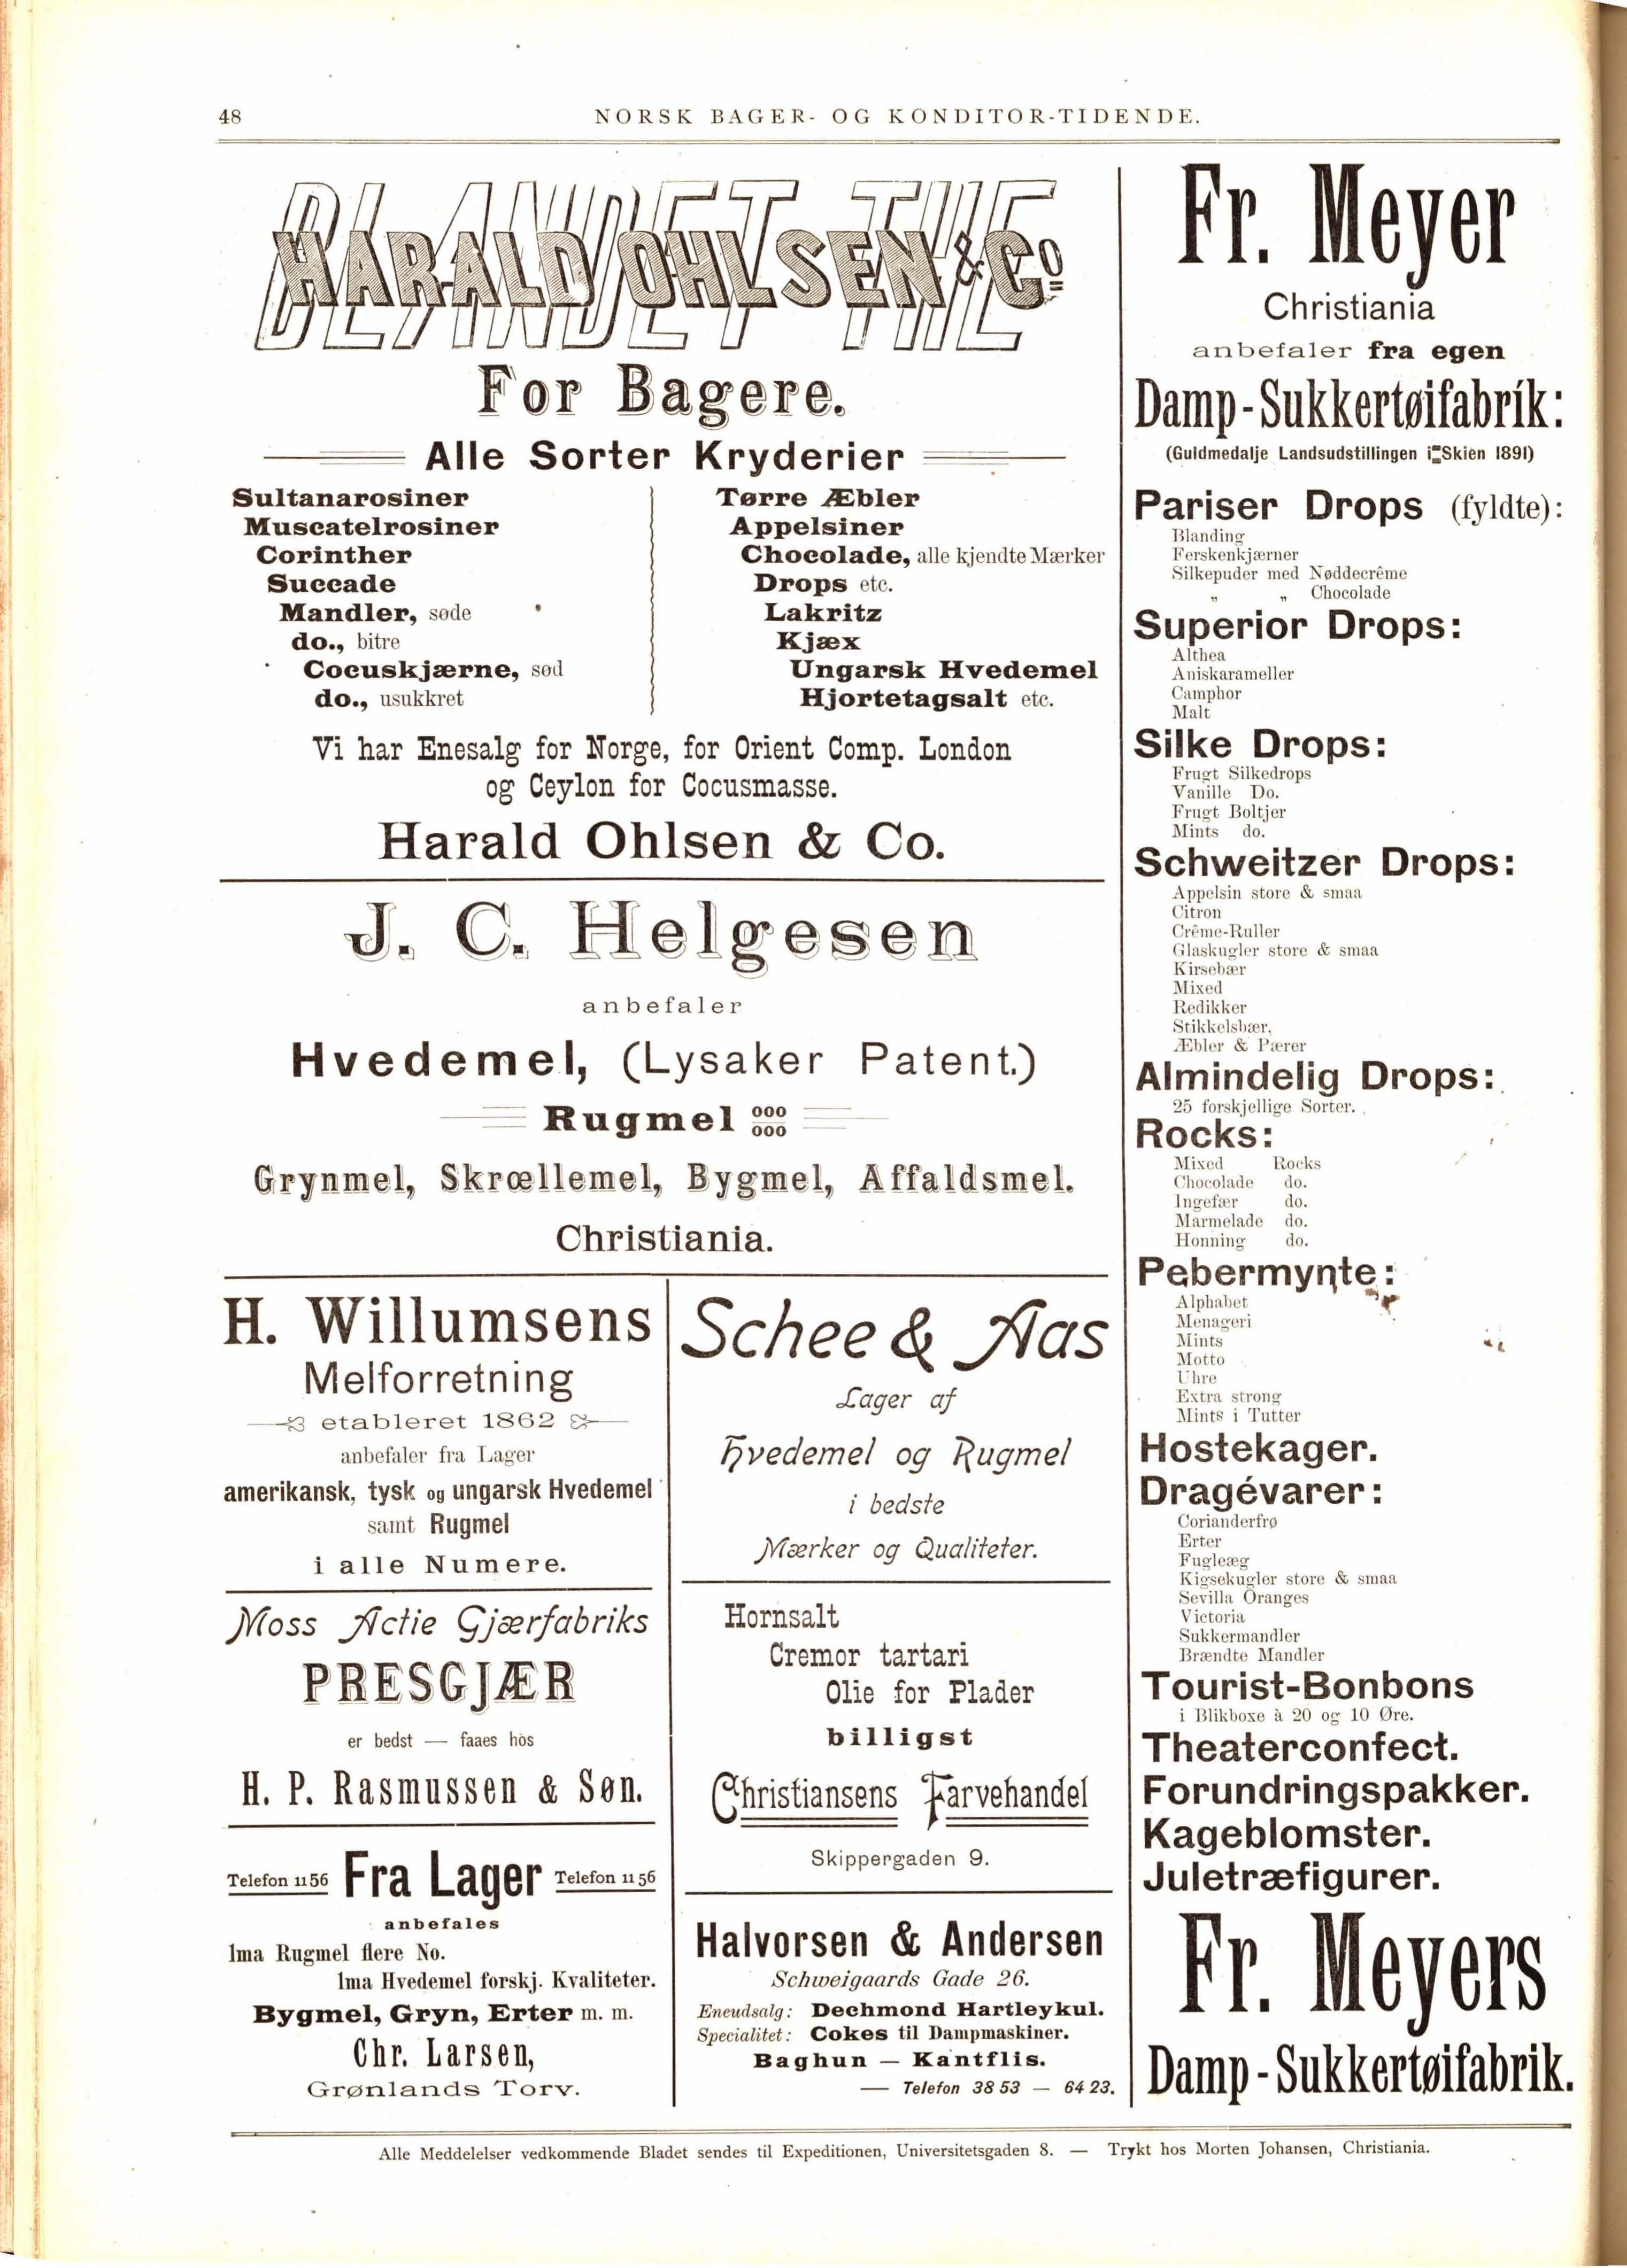 48
NORSK BAGER- OG KONDITOR-TIDENDE.
BLANDET THE
HARALD OHLSEN & Co
For Bagere.
Alle Sorter Kryderier
Sultanarosiner
Muscatelrosiner
Corinther
Succade
Mandler, søde
do., bitre
Cocuskjærne, sød
do., usukkret
Tørre Æbler
Appelsiner
Chocolade, alle kjendte Mærker
Drops etc.
Lakritz
Kjæx
Ungarsk Hvedemel
Hjortetagsalt etc.
Vi har Enesalg for Norge, for Orient Comp. London
og Ceylon for Cocusmasse.
Harald Ohlsen & Co.
J. C. Helgesen
anbefaler
Hvedemel, (Lysaker Patent.)
Rugmel 000
000
Grynmel, Skrællemel, Bygmel, Affaldsmel.
Christiania.
H. Willumsens
Melforretning
etableret 1862
anbefaler fra Lager
amerikansk, tysk og ungarsk Hvedemel
samt Rugmel
i alle Numere.
Moss Actie Gjærfabriks
PRESGJÆR
er bedst — faaes hos
H. P. Rasmussen & Søn.
Telefon 1156 Fra Lager Telefon 1156
anbefales
1ma Rugmel flere No.
1ma Hvedemel forskj. Kvaliteter.
Bygmel, Gryn, Erter m. m.
Chr. Larsen,
Grønlands Torv.
Schee & Aas
Lager af
Hvedemel og Rugmel
i bedste
Mærker og Qualiteter.
Hornsalt
Cremor tartari
Olie for Plader
billigst
Christiansens Farvehandel
Skippergaden 9.
Halvorsen & Andersen
Schweigaards Gade 26.
Eneudsalg: Dechmond Hartleykul.
Specialitet: Cokes til Dampmaskiner.
Baghun — Kantflis.
— Telefon 38 53 — 64 23.
Fr. Meyer
Christiania
anbefaler fra egen
Damp-Sukkertøifabrik:
(Guldmedalje Landsudstillingen i Skien 1891)
Pariser Drops (fyldte):
Blanding
Ferskenkjærner
Silkepuder med Nøddecrême
„ „ Chocolade
Superior Drops:
Althea
Aniskarameller
Camphor
Malt
Silke Drops:
Frugt Silkedrops
Vanille Do.
Frugt Boltjer
Mints do.
Schweitzer Drops:
Appelsin store & smaa
Citron
Crême-Ruller
Glaskugler store & smaa
Kirsebær
Mixed
Redikker
Stikkelsbær,
Æbler & Pærer
Almindelig Drops:
25 forskjellige Sorter.
Rocks:
Mixed Rocks
Chocolade do.
Ingefær do.
Marmelade do.
Honning do.
Pebermynte:
Alphabet
Menageri
Mints
Motto
Uhre
Extra strong
Mints i Tutter
Hostekager.
Dragévarer:
Corianderfrø
Erter
Fugleæg
Kigsekugler store & smaa
Sevilla Oranges
Victoria
Sukkermandler
Brændte Mandler
Tourist-Bonbons
i Blikboxe à 20 og 10 Øre.
Theaterconfect.
Forundringspakker.
Kageblomster.
Juletræfigurer.
Fr. Meyers
Damp-Sukkertøifabrik.
Alle Meddelelser vedkommende Bladet sendes til Expeditionen, Universitetsgaden 8. — Trykt hos Morten Johansen, Christiania.